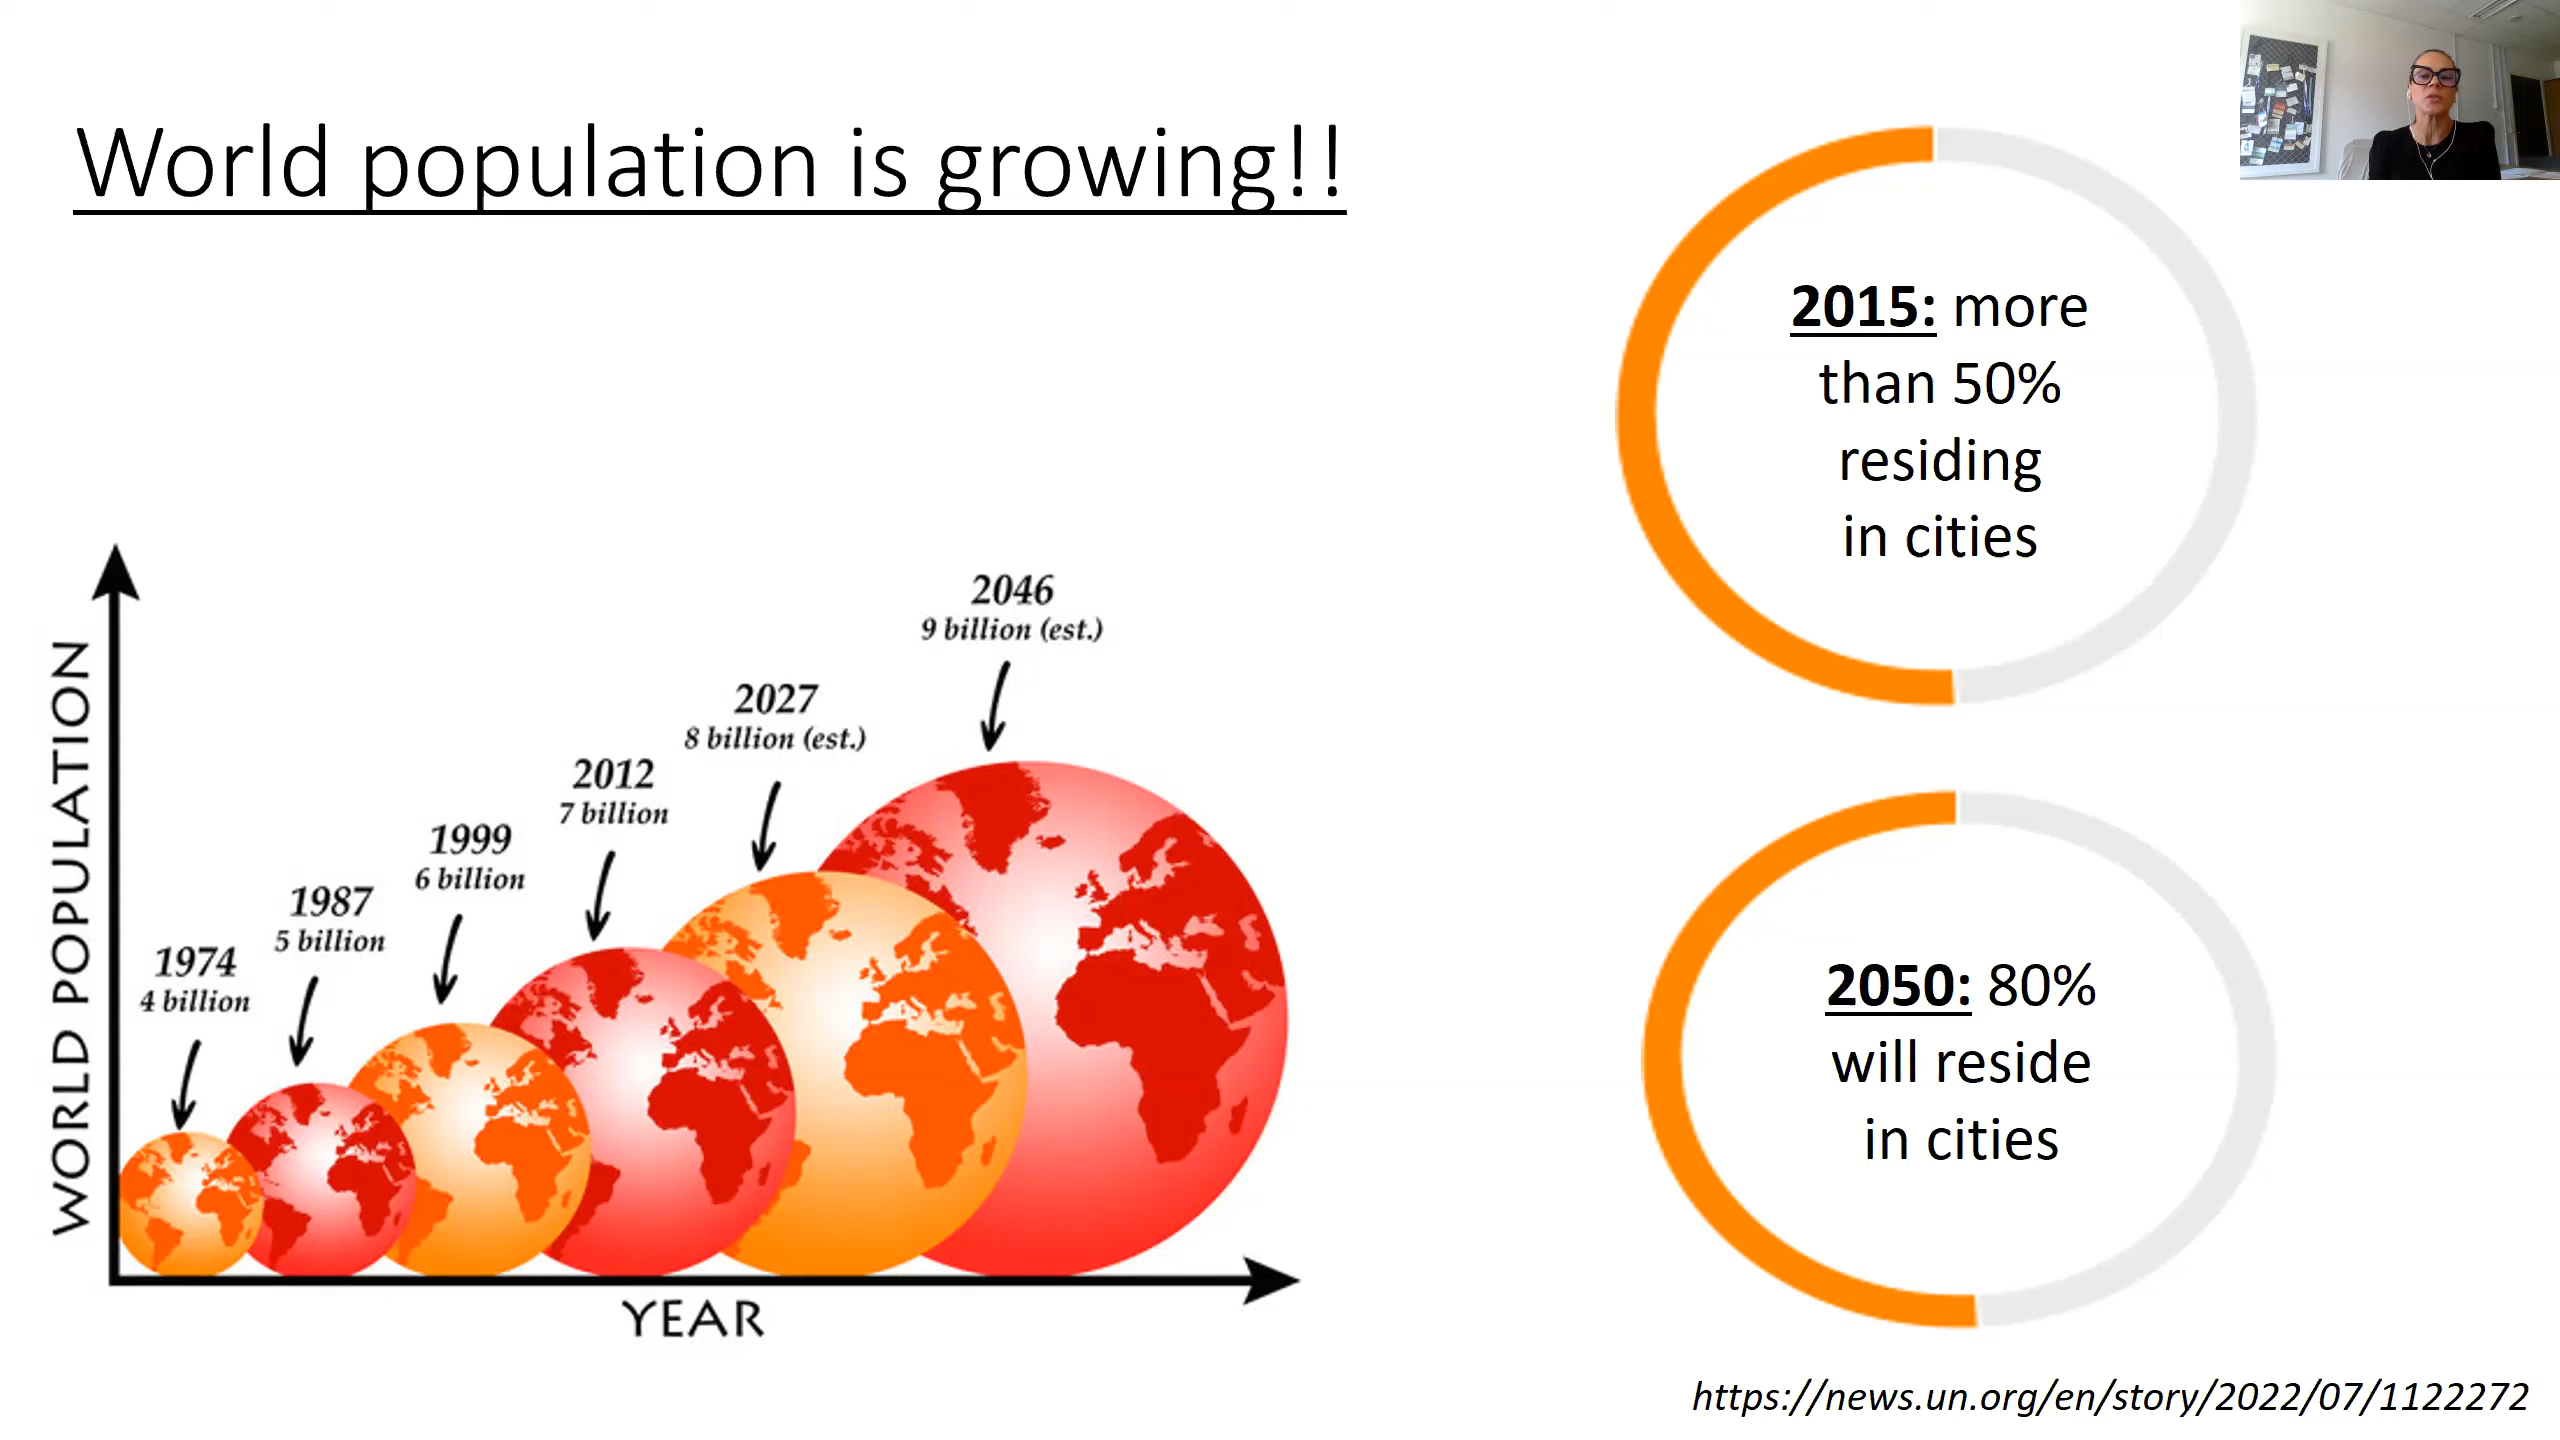 World population is growing!!
2015: more
than 50%
residing
in cities
WORLD POPULATION
2046
9 billion (est.)
2027
8 billion (est.)
2012
7 billion
1999
6 billion
1987
5 billion
1974
4 billion
YEAR
2050: 80%
will reside
in cities
https://news.un.org/en/story/2022/07/1122272